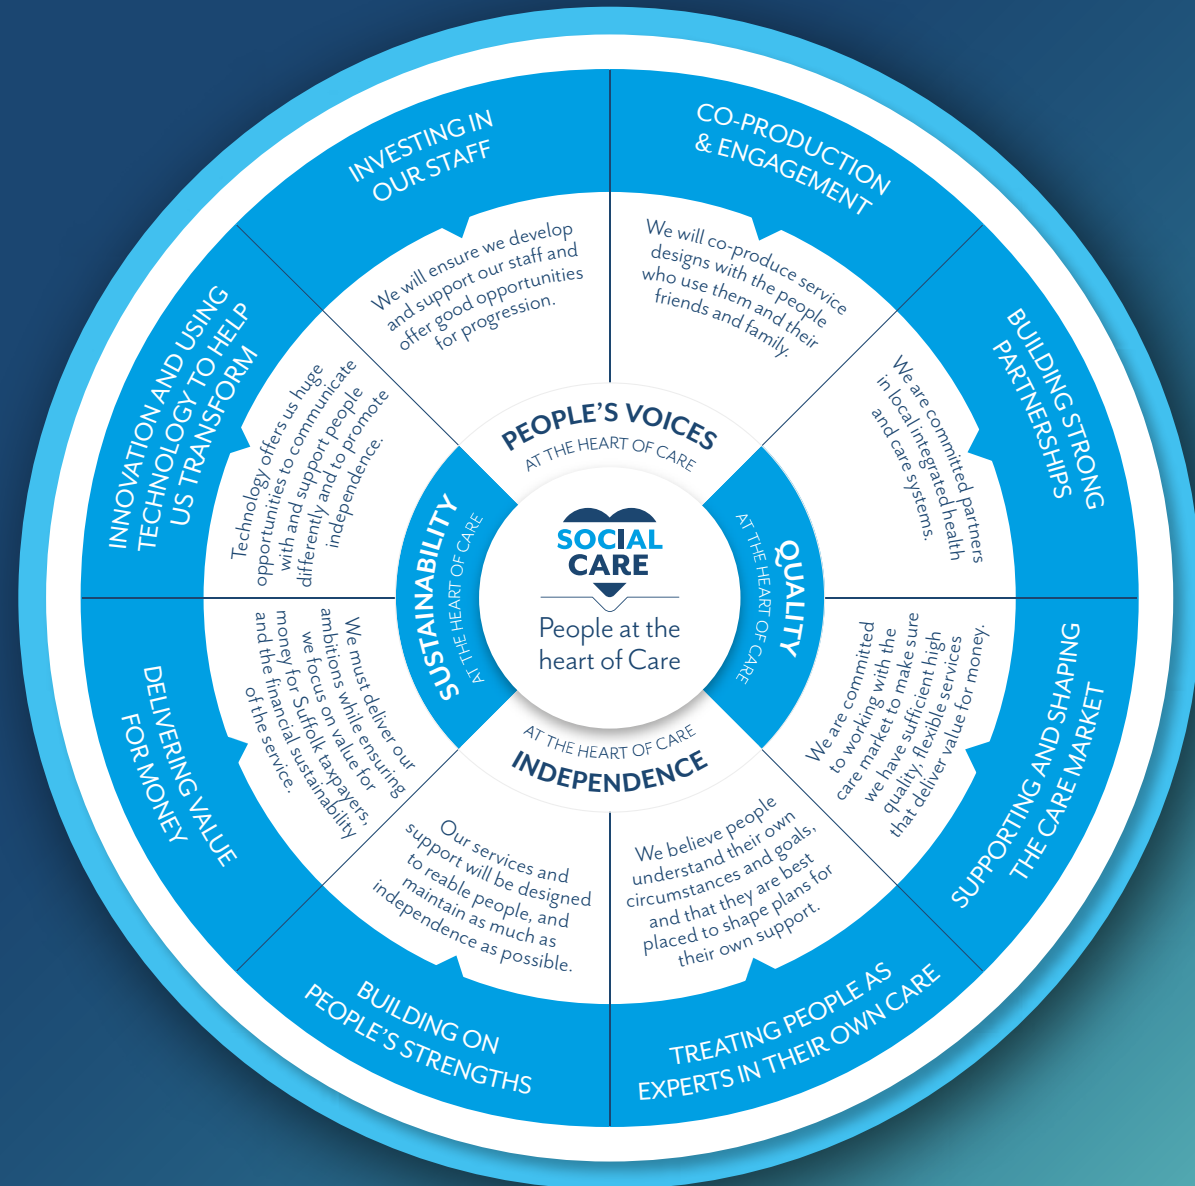 SOCIAL
CARE
People at the
heart of Care
PEOPLE'S VOICES
AT THE HEART OF CARE
QUALITY
AT THE HEART OF CARE
AT THE HEART OF CARE
INDEPENDENCE
SUSTAINABILITY
AT THE HEART OF CARE
CO-PRODUCTION
& ENGAGEMENT
We will co-produce service
designs with the people
who use them and their
friends and family.
BUILDING STRONG
PARTNERSHIPS
We are committed partners
in local integrated health
and care systems.
SUPPORTING AND SHAPING
THE CARE MARKET
We are committed
to working with the
care market to make sure
we have sufficient high
quality, flexible services
that deliver value for money.
TREATING PEOPLE AS
EXPERTS IN THEIR OWN CARE
We believe people
understand their own
circumstances and goals,
and that they are best
placed to shape plans for
their own support.
BUILDING ON
PEOPLE'S STRENGTHS
Our services and
support will be designed
to reable people, and
maintain as much as
independence as possible.
DELIVERING VALUE
FOR MONEY
We must deliver our
ambitions while ensuring
we focus on value for
money for Suffolk taxpayers,
and the financial sustainability
of the service.
INNOVATION AND USING
TECHNOLOGY TO HELP
US TRANSFORM
Technology offers us huge
opportunities to communicate
with and support people
differently and to promote
independence.
INVESTING IN
OUR STAFF
We will ensure we develop
and support our staff and
offer good opportunities
for progression.